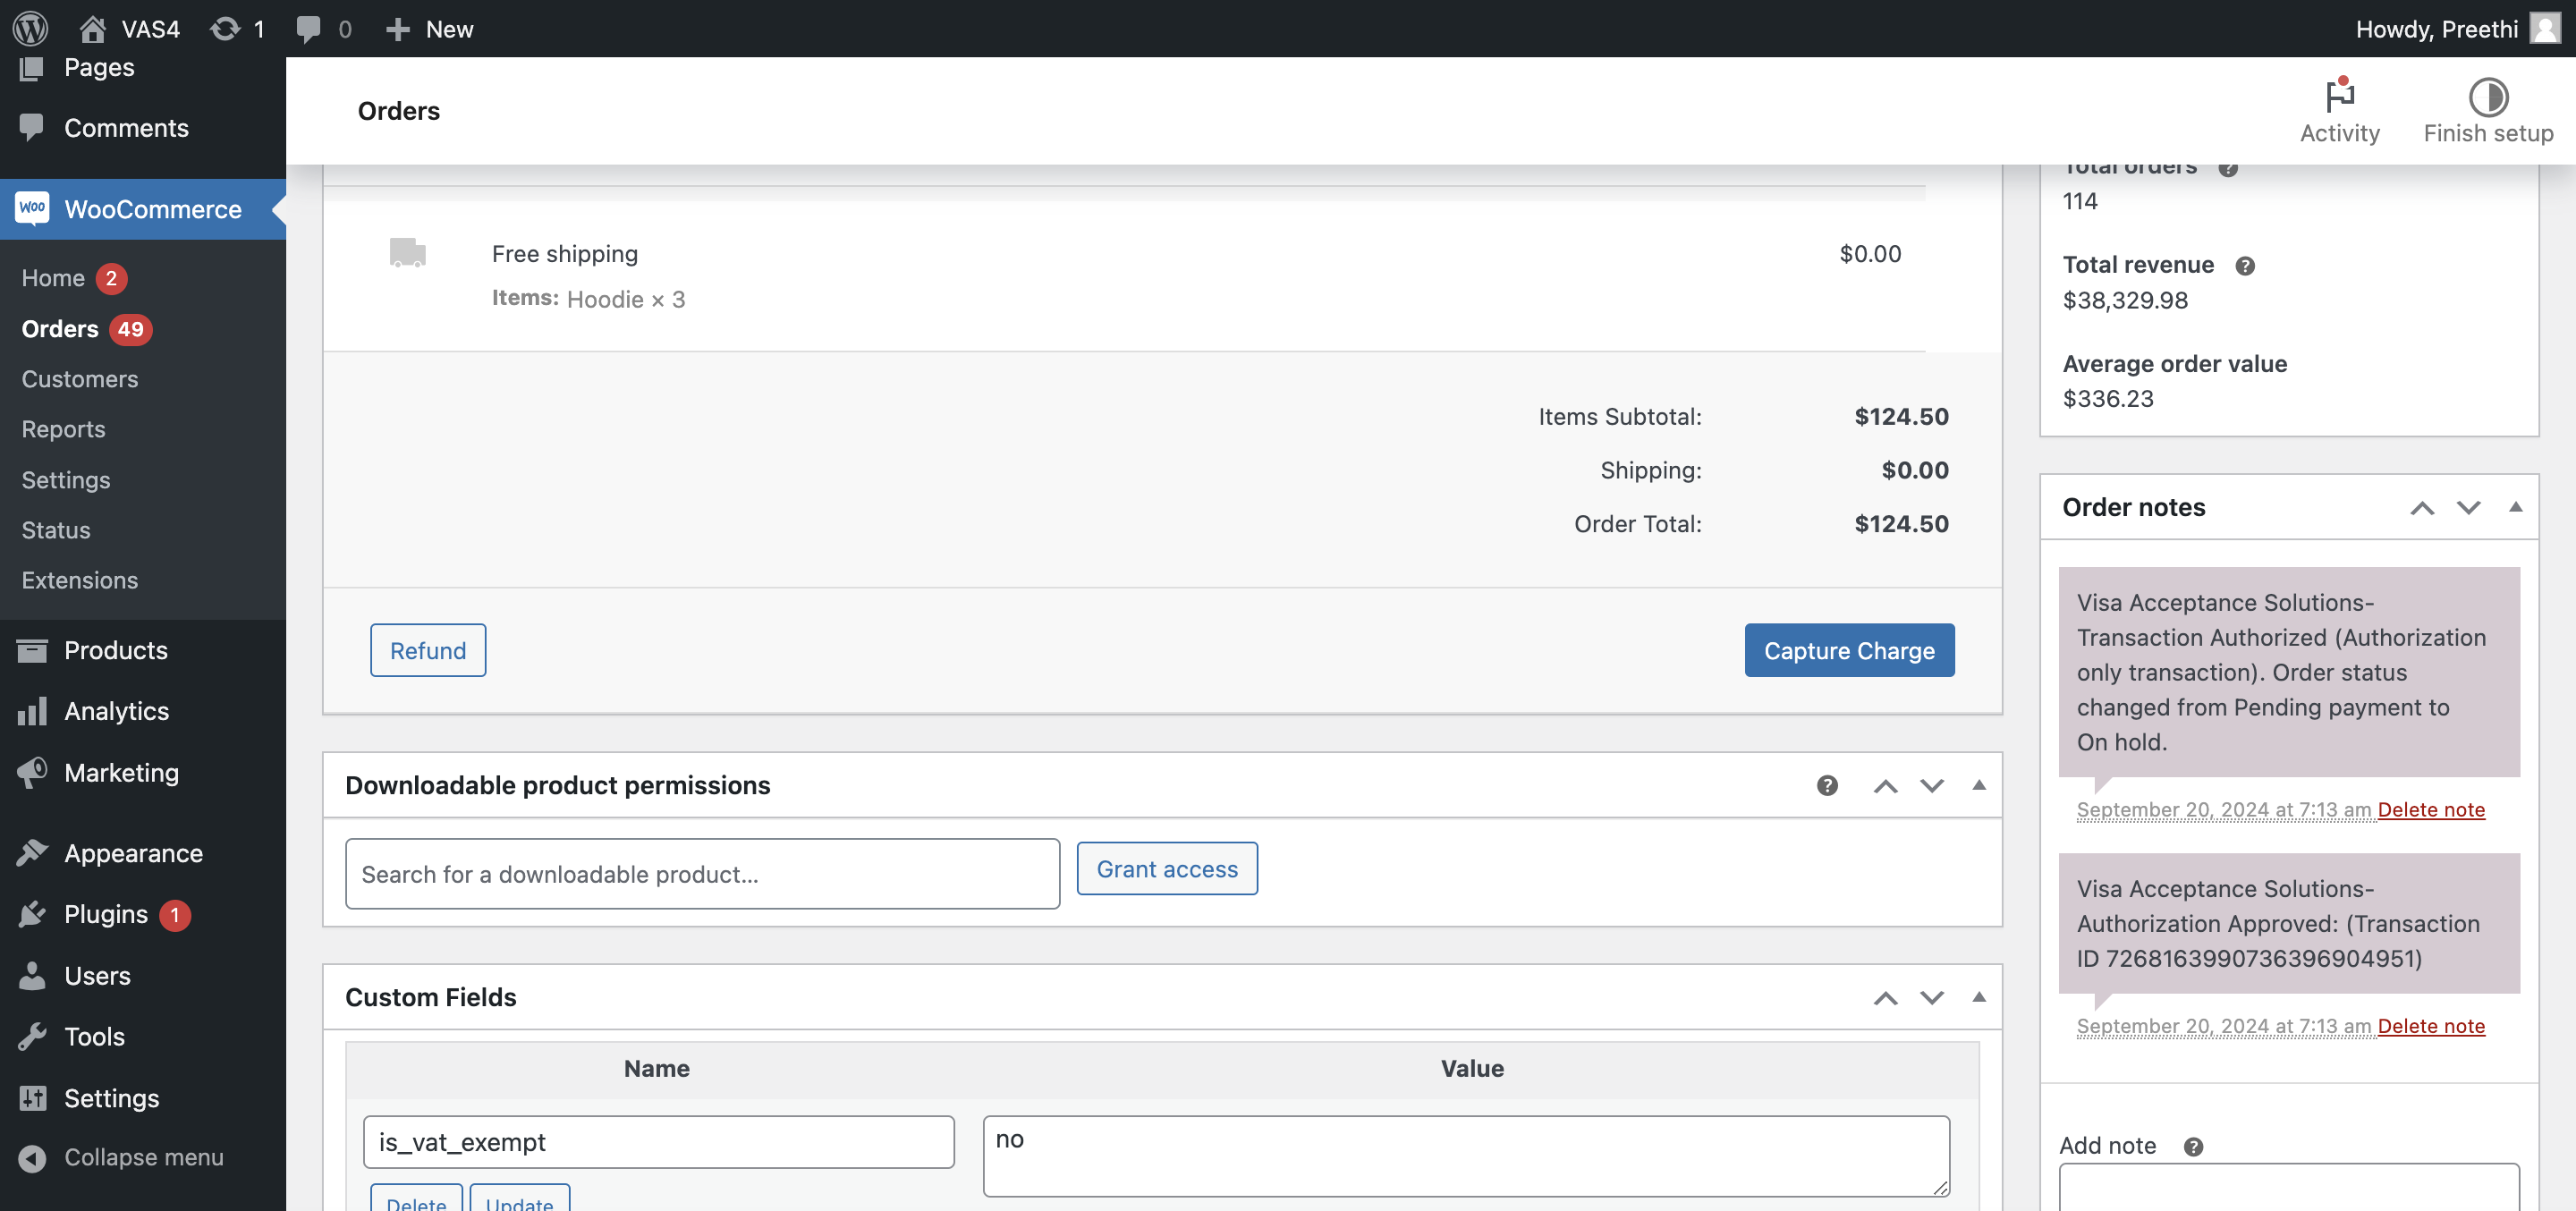 VAS4
1
0
New
Howdy, Preethi
Pages
Comments
WooCommerce
Home 2
Orders 49
Customers
Reports
Settings
Status
Extensions
Products
Analytics
Marketing
Appearance
Plugins 1
Users
Tools
Settings
Collapse menu
Orders
Activity
Finish setup
Free shipping
$0.00
Items: Hoodie × 3
Items Subtotal: $124.50
Shipping: $0.00
Order Total: $124.50
Refund
Capture Charge
Downloadable product permissions
Search for a downloadable product...
Grant access
Custom Fields
Name
Value
is_vat_exempt
no
Delete
Update
Total orders
114
Total revenue
$38,329.98
Average order value
$336.23
Order notes
Visa Acceptance Solutions-
Transaction Authorized (Authorization
only transaction). Order status
changed from Pending payment to
On hold.
September 20, 2024 at 7:13 am Delete note
Visa Acceptance Solutions-
Authorization Approved: (Transaction
ID 7268163990736396904951)
September 20, 2024 at 7:13 am Delete note
Add note